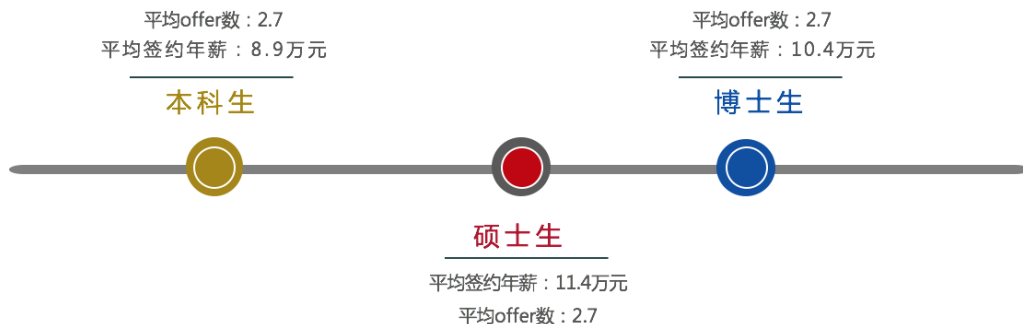 平均offer数：2.7
平均签约年薪：8.9万元
本科生
平均offer数：2.7
平均签约年薪：10.4万元
博士生
硕士生
平均签约年薪：11.4万元
平均offer数：2.7